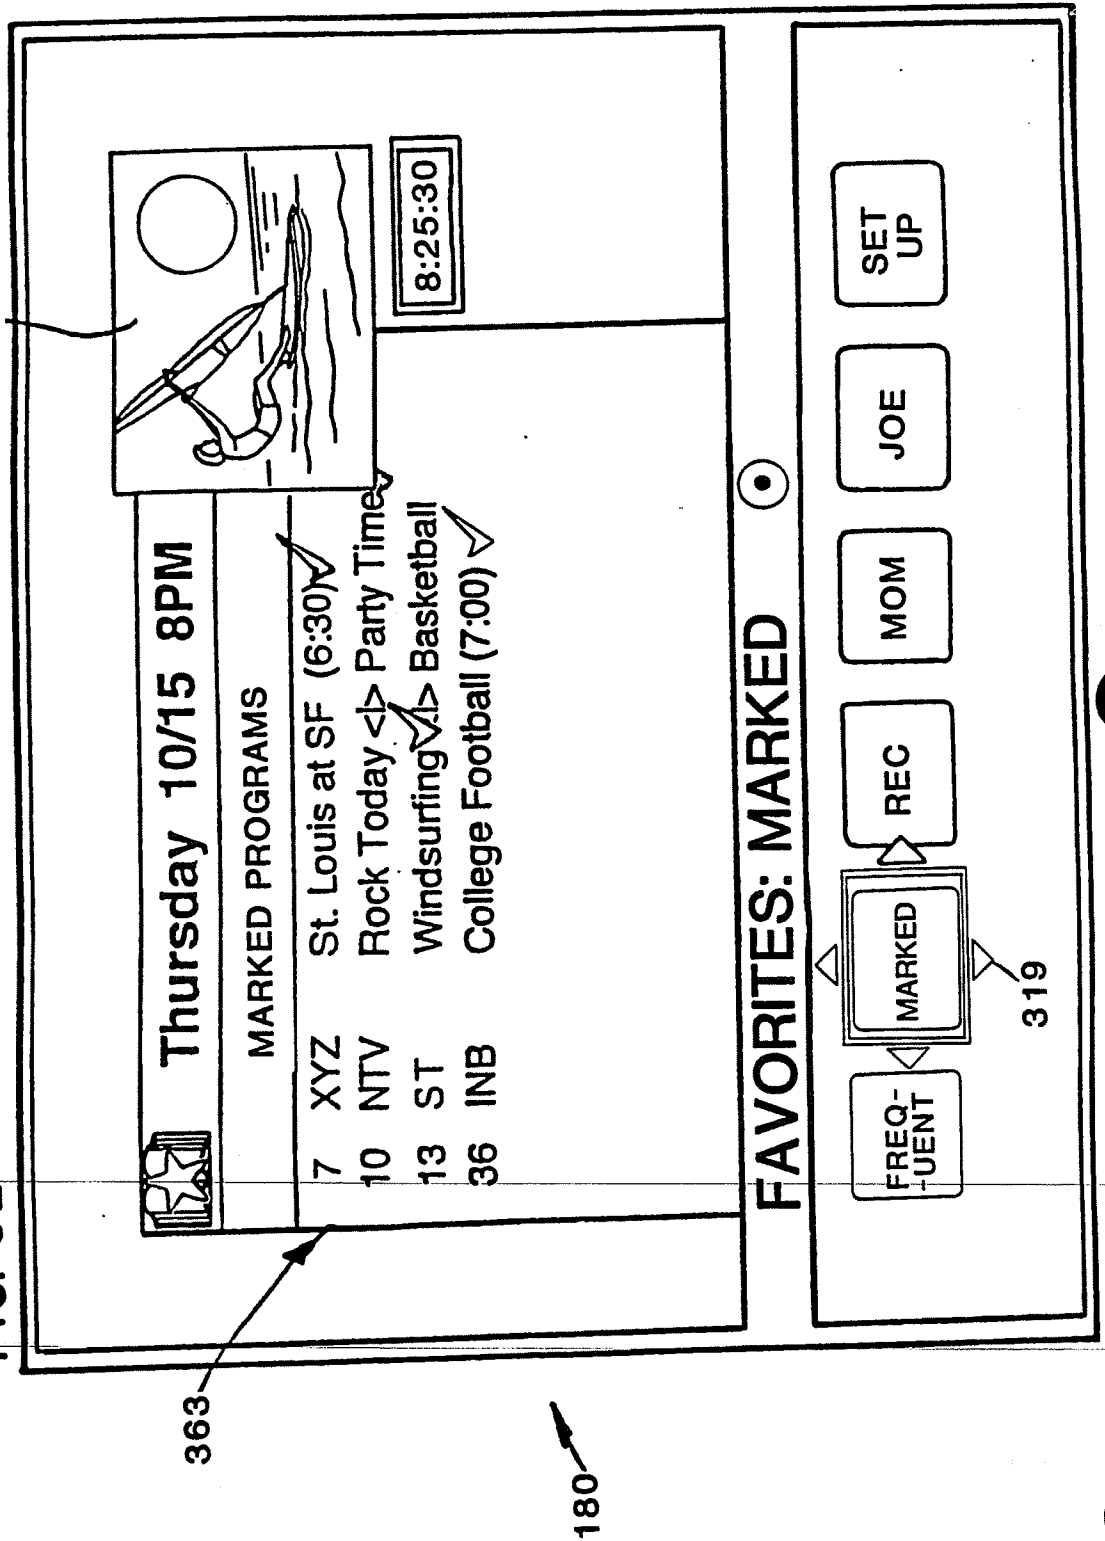 Thursday 10/15 8PM
MARKED PROGRAMS
7 XYZ St. Louis at SF (6:30)
10 NTV Rock Today <|> Party Time
13 ST Windsurfing <|> Basketball
36 INB College Football (7:00)
8:25:30
FAVORITES: MARKED
FREQ-
-UENT
MARKED
REC
MOM
JOE
SET
UP
319
363
180